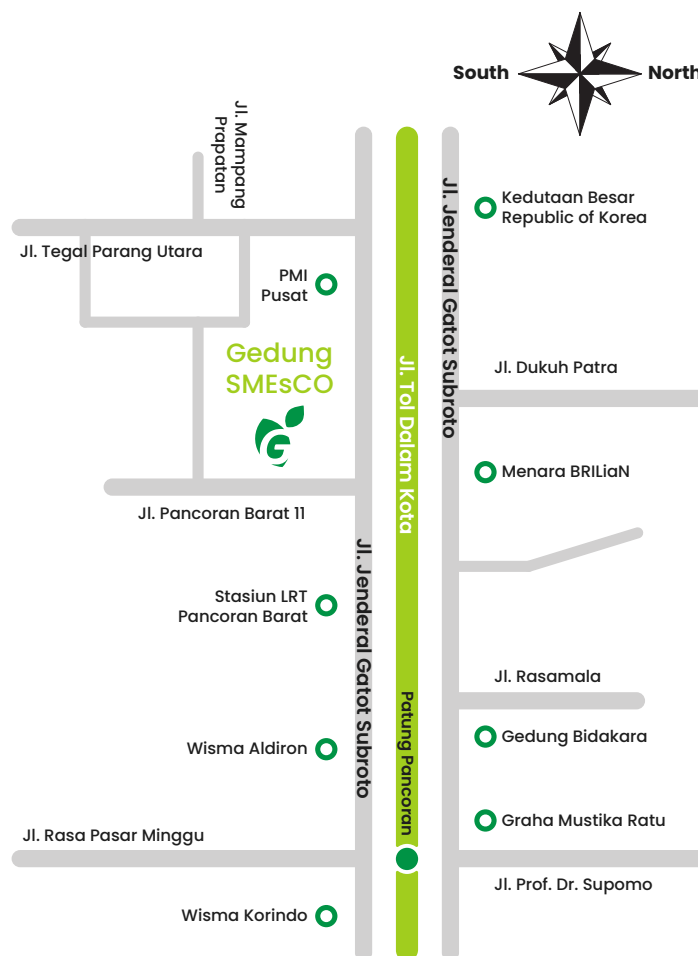 South
North
Jl. Mampang
Prapatan
Jl. Jenderal Gatot Subroto
Kedutaan Besar
Republic of Korea
Jl. Tegal Parang Utara
PMI
Pusat
Gedung
SMEsCO
Jl. Tol Dalam Kota
Jl. Dukuh Patra
Menara BRILiaN
Jl. Pancoran Barat 11
Jl. Jenderal Gatot Subroto
Stasiun LRT
Pancoran Barat
Jl. Rasamala
Patung Pancoran
Wisma Aldiron
Gedung Bidakara
Graha Mustika Ratu
Jl. Rasa Pasar Minggu
Jl. Prof. Dr. Supomo
Wisma Korindo